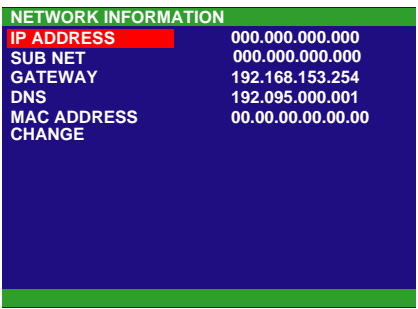 NETWORK INFORMATION
IP ADDRESS 000.000.000.000
SUB NET 000.000.000.000
GATEWAY 192.168.153.254
DNS 192.095.000.001
MAC ADDRESS 00.00.00.00.00.00
CHANGE